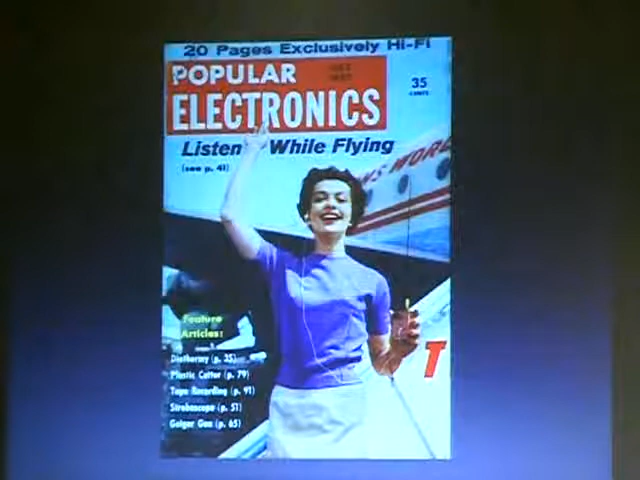 20 Pages Exclusively Hi-Fi
POPULAR
ELECTRONICS
35
CENTS
Listen While Flying
(see p. 41)
Feature
Articles:
Diathermy (p. 35)
Plastic Cutter (p. 79)
Tape Recording (p. 91)
Stroboscope (p. 51)
Geiger Gun (p. 65)
T